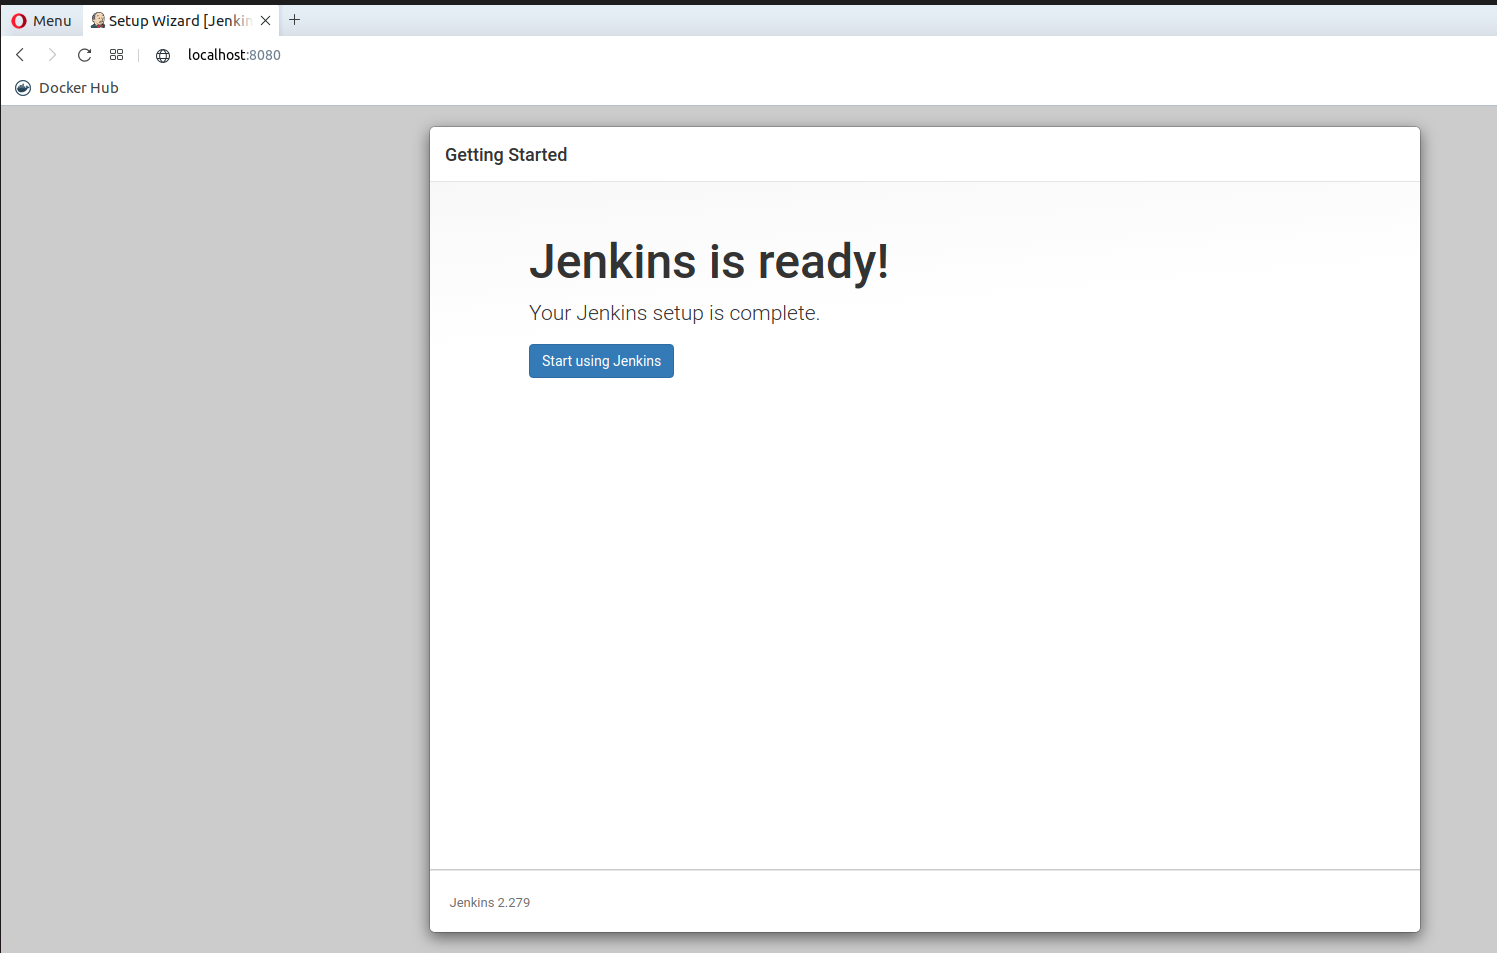 Menu
Setup Wizard [Jenkin
localhost:8080
Docker Hub
Getting Started
Jenkins is ready!
Your Jenkins setup is complete.
Start using Jenkins
Jenkins 2.279